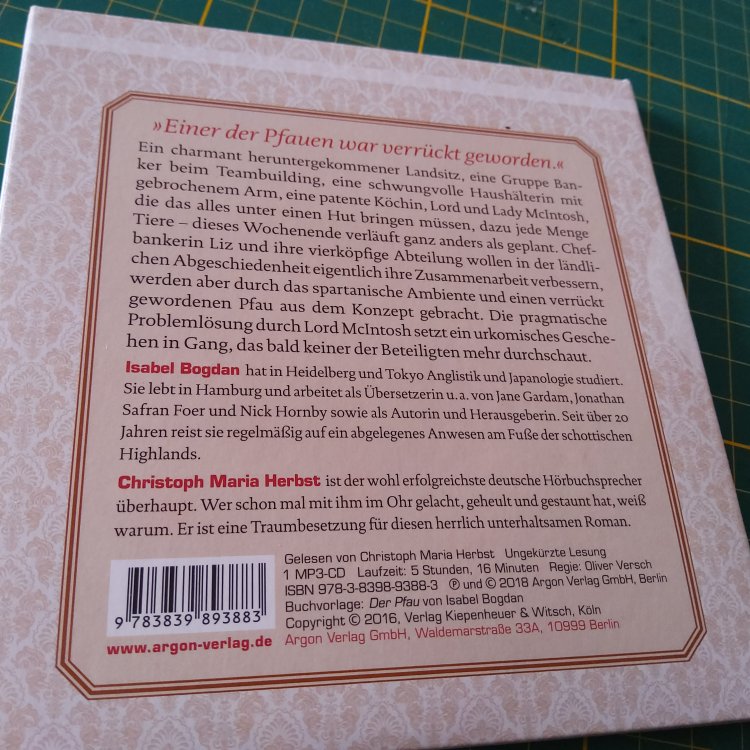 »Einer der Pfauen war verrückt geworden.«
Ein charmant heruntergekommener Landsitz, eine Gruppe Ban-
ker beim Teambuilding, eine schwungvolle Haushälterin mit
gebrochenem Arm, eine patente Köchin, Lord und Lady McIntosh,
die das alles unter einen Hut bringen müssen, dazu jede Menge
Tiere – dieses Wochenende verläuft ganz anders als geplant. Chef-
bankerin Liz und ihre vierköpfige Abteilung wollen in der ländli-
chen Abgeschiedenheit eigentlich ihre Zusammenarbeit verbessern,
werden aber durch das spartanische Ambiente und einen verrückt
gewordenen Pfau aus dem Konzept gebracht. Die pragmatische
Problemlösung durch Lord McIntosh setzt ein urkomisches Gesche-
hen in Gang, das bald keiner der Beteiligten mehr durchschaut.
Isabel Bogdan hat in Heidelberg und Tokyo Anglistik und Japanologie studiert.
Sie lebt in Hamburg und arbeitet als Übersetzerin u. a. von Jane Gardam, Jonathan
Safran Foer und Nick Hornby sowie als Autorin und Herausgeberin. Seit über 20
Jahren reist sie regelmäßig auf ein abgelegenes Anwesen am Fuße der schottischen
Highlands.
Christoph Maria Herbst ist der wohl erfolgreichste deutsche Hörbuchsprecher
überhaupt. Wer schon mal mit ihm im Ohr gelacht, geheult und gestaunt hat, weiß
warum. Er ist eine Traumbesetzung für diesen herrlich unterhaltsamen Roman.
Gelesen von Christoph Maria Herbst Ungekürzte Lesung
1 MP3-CD Laufzeit: 5 Stunden, 16 Minuten Regie: Oliver Versch
ISBN 978-3-8398-9388-3 ℗ und © 2018 Argon Verlag GmbH, Berlin
Buchvorlage: Der Pfau von Isabel Bogdan
Copyright © 2016, Verlag Kiepenheuer & Witsch, Köln
Argon Verlag GmbH, Waldemarstraße 33A, 10999 Berlin
9 783839 893883
www.argon-verlag.de